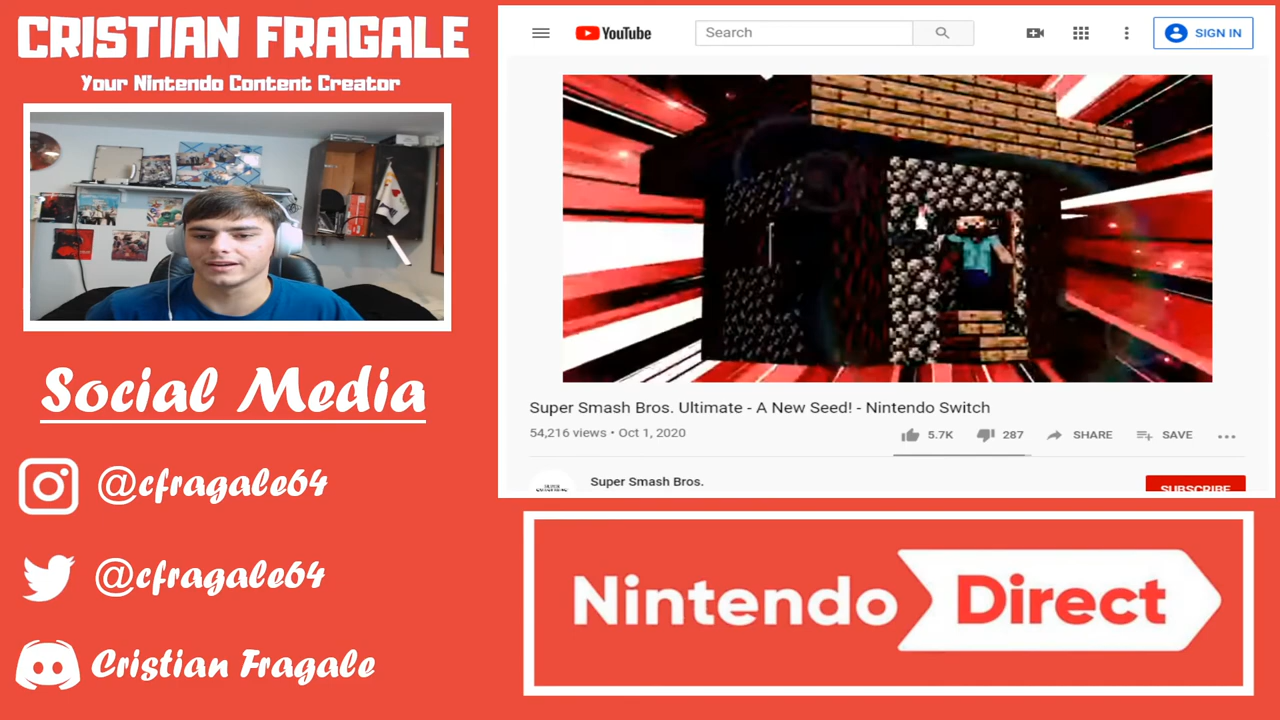 CRISTIAN FRAGALE
Your Nintendo Content Creator
Social Media
@cfragale64
@cfragale64
Cristian Fragale
YouTube
Search
SIGN IN
Super Smash Bros. Ultimate - A New Seed! - Nintendo Switch
54,216 views • Oct 1, 2020
5.7K 287 SHARE SAVE
Super Smash Bros.
SUBSCRIBE
Nintendo Direct